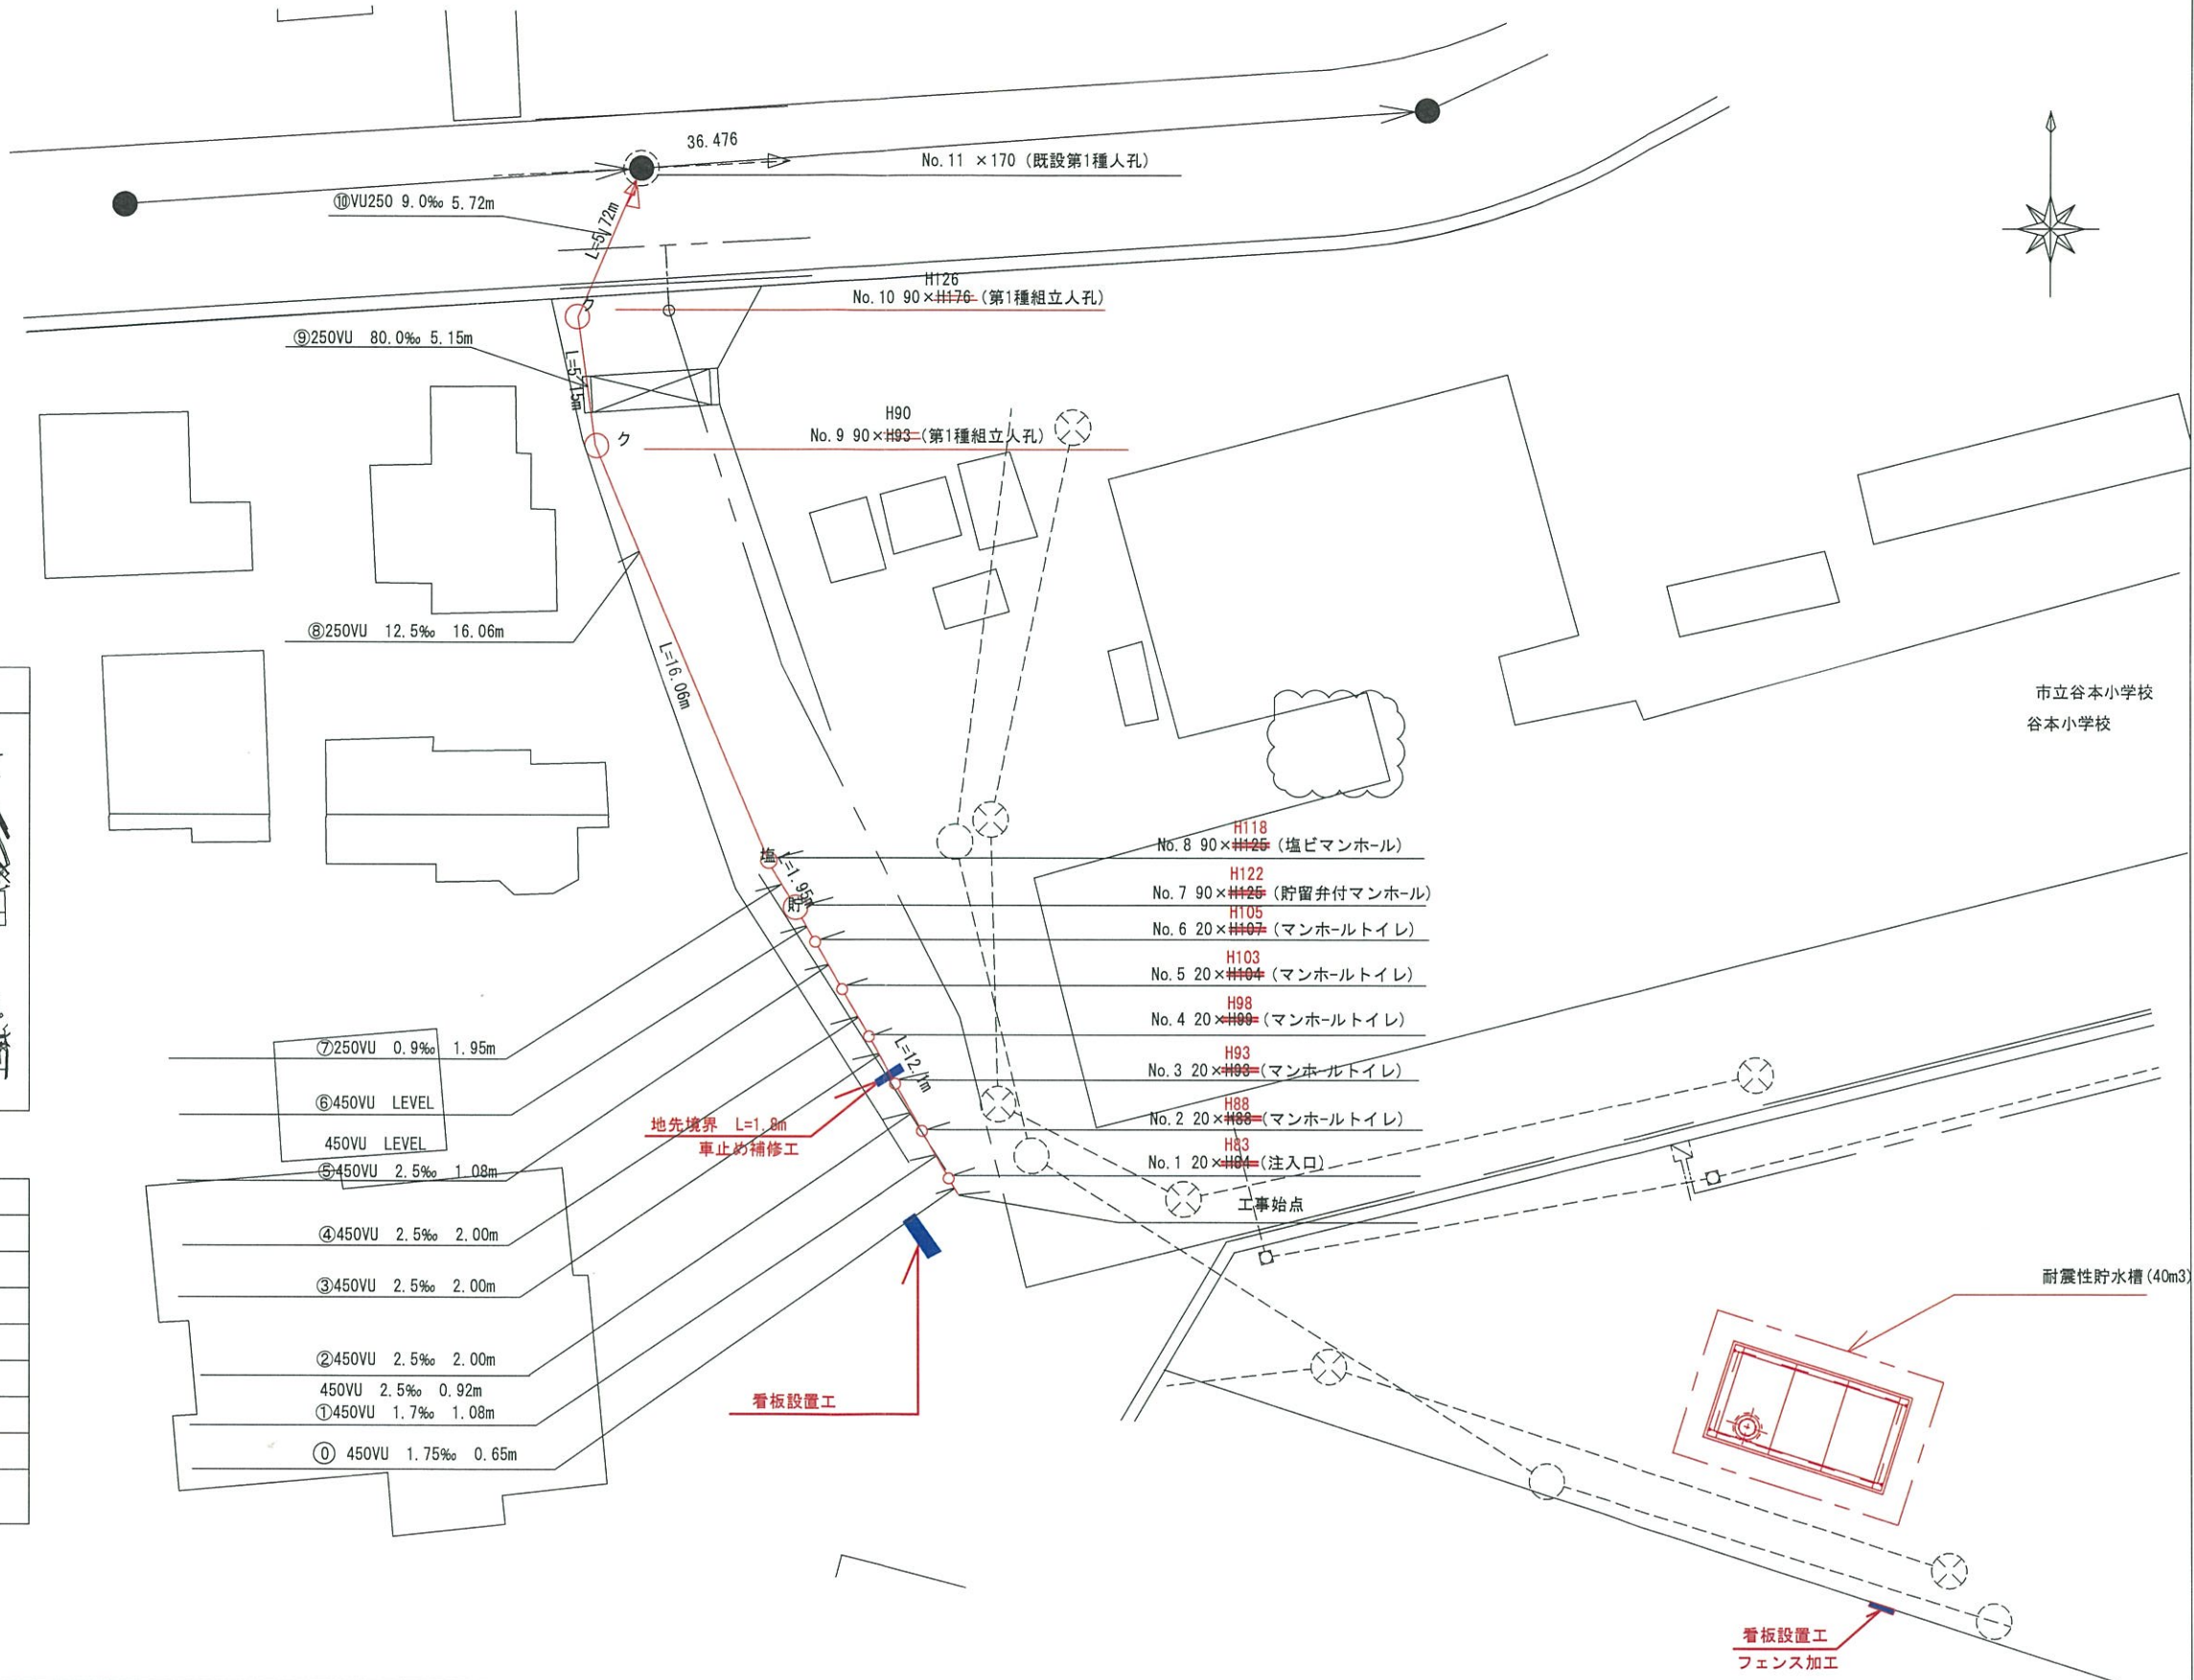 36.476
No.11 ×170 (既設第1種人孔)
⑩VU250 9.0‰ 5.72m
L=5.72m
H126
No.10 90×H176 (第1種組立人孔)
ク
⑨250VU 80.0‰ 5.15m
L=5.15m
H90
No.9 90×H93 (第1種組立人孔)
ク
⑧250VU 12.5‰ 16.06m
L=16.06m
市立谷本小学校
谷本小学校
H118
No.8 90×H125 (塩ビマンホール)
塩
L=1.95m
H122
No.7 90×H125 (貯留弁付マンホール)
貯
H105
No.6 20×H107 (マンホールトイレ)
H103
No.5 20×H104 (マンホールトイレ)
H98
No.4 20×H99 (マンホールトイレ)
L=12.1m
H93
No.3 20×H93 (マンホールトイレ)
H88
No.2 20×H88 (マンホールトイレ)
H83
No.1 20×H84 (注入口)
工事始点
⑦250VU 0.9‰ 1.95m
⑥450VU LEVEL
450VU LEVEL
⑤450VU 2.5‰ 1.08m
④450VU 2.5‰ 2.00m
③450VU 2.5‰ 2.00m
②450VU 2.5‰ 2.00m
450VU 2.5‰ 0.92m
①450VU 1.7‰ 1.08m
⓪ 450VU 1.75‰ 0.65m
地先境界 L=1.8m
車止め補修工
看板設置工
耐震性貯水槽(40m3)
看板設置工
フェンス加工